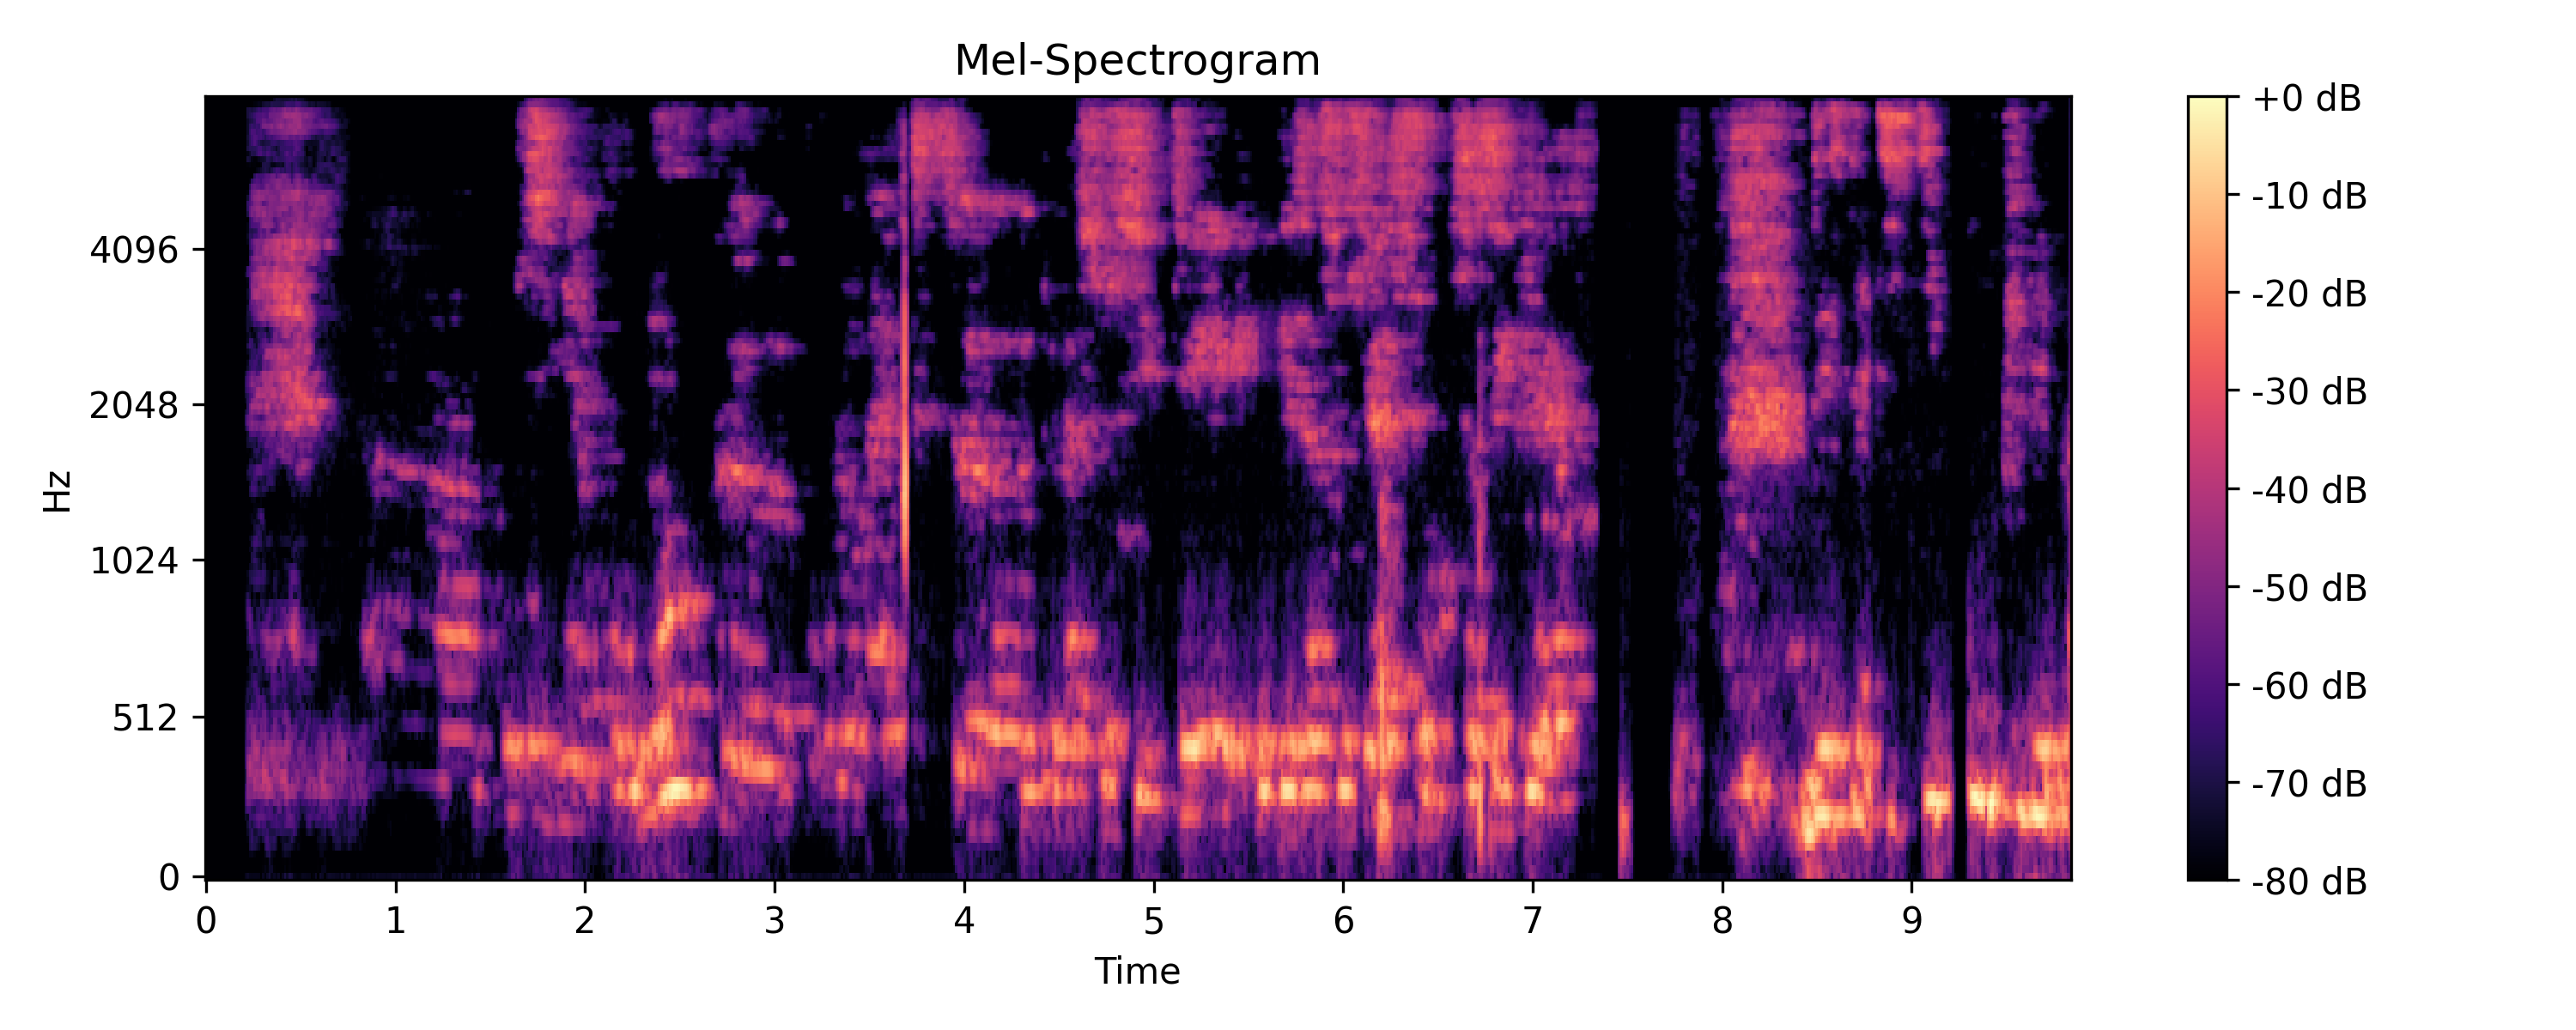 Mel-Spectrogram
+0 dB
-10 dB
4096
-20 dB
2048
-30 dB
Hz
-40 dB
1024
-50 dB
512
-60 dB
-70 dB
0
-80 dB
0 1 2 3 4 5 6 7 8 9
Time